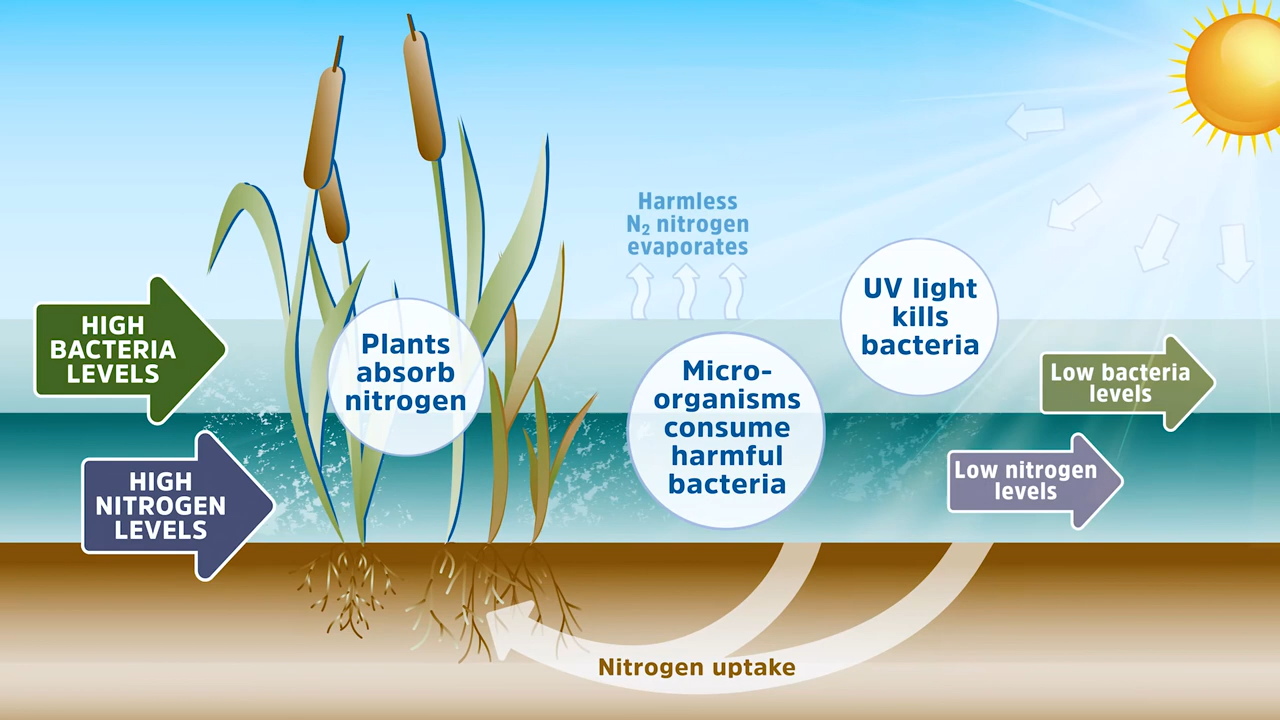 HIGH
BACTERIA
LEVELS
HIGH
NITROGEN
LEVELS
Plants
absorb
nitrogen
Harmless
N₂ nitrogen
evaporates
Micro-
organisms
consume
harmful
bacteria
UV light
kills
bacteria
Low bacteria
levels
Low nitrogen
levels
Nitrogen uptake